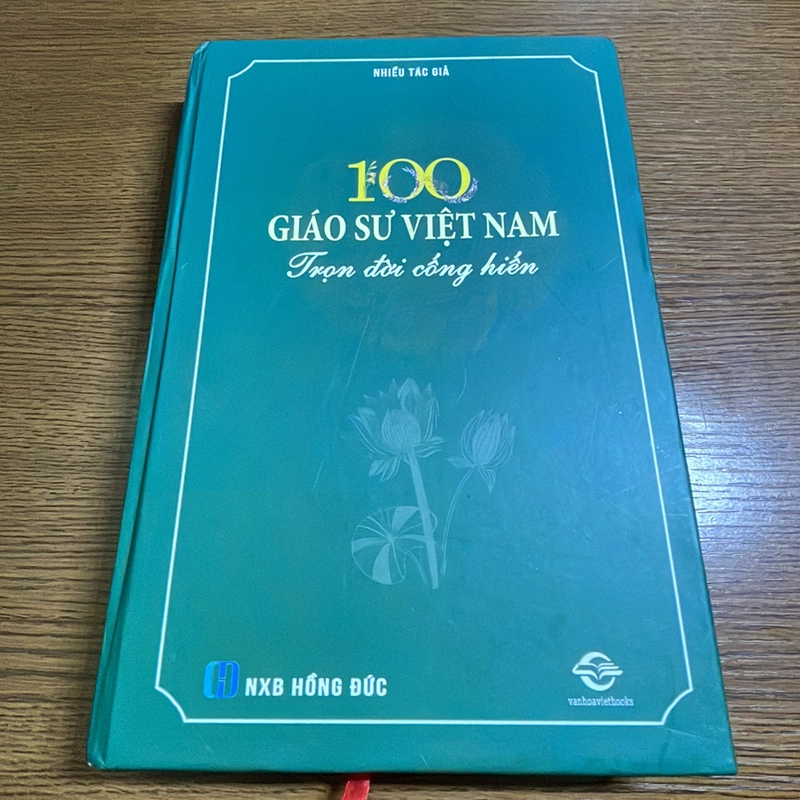 NHIỀU TÁC GIẢ
100
GIÁO SƯ VIỆT NAM
Trọn đời cống hiến
NXB HỒNG ĐỨC
vanhoavietbooks